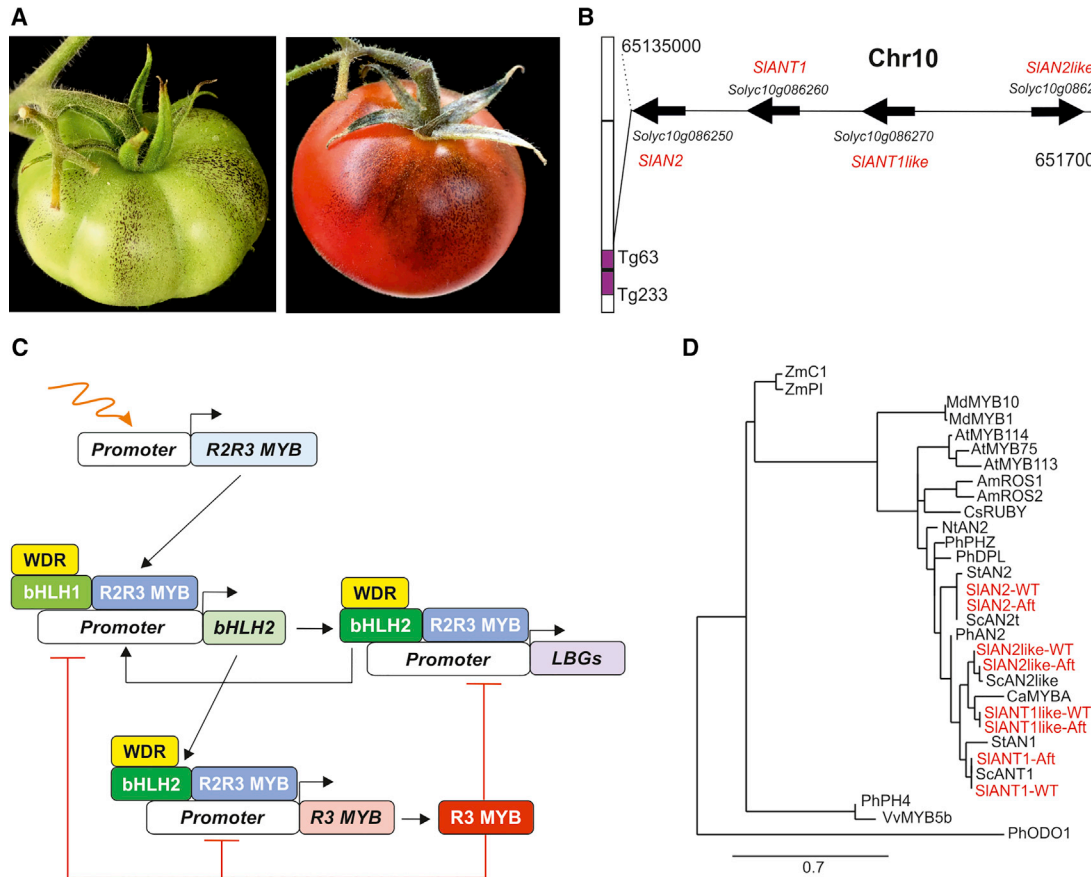 A
B
65135000
SlANT1
Solyc10g086260
Chr10
SlAN2like
Solyc10g086250
SlAN2
Solyc10g086270
SlANT1like
Tg63
Tg233
C
Promoter
R2R3 MYB
WDR
bHLH1
R2R3 MYB
Promoter
bHLH2
WDR
bHLH2
R2R3 MYB
Promoter
LBGs
WDR
bHLH2
R2R3 MYB
Promoter
R3 MYB
R3 MYB
D
ZmC1
ZmPl
MdMYB10
MdMYB1
AtMYB114
AtMYB75
AtMYB113
AmROS1
AmROS2
CsRUBY
NtAN2
PhPHZ
PhDPL
StAN2
SlAN2-WT
SlAN2-Aft
ScAN2t
PhAN2
SlAN2like-WT
SlAN2like-Aft
ScAN2like
CaMYBA
SlANT1like-WT
SlANT1like-Aft
StAN1
SlANT1-Aft
ScANT1
SlANT1-WT
PhPH4
VvMYB5b
PhODO1
0.7